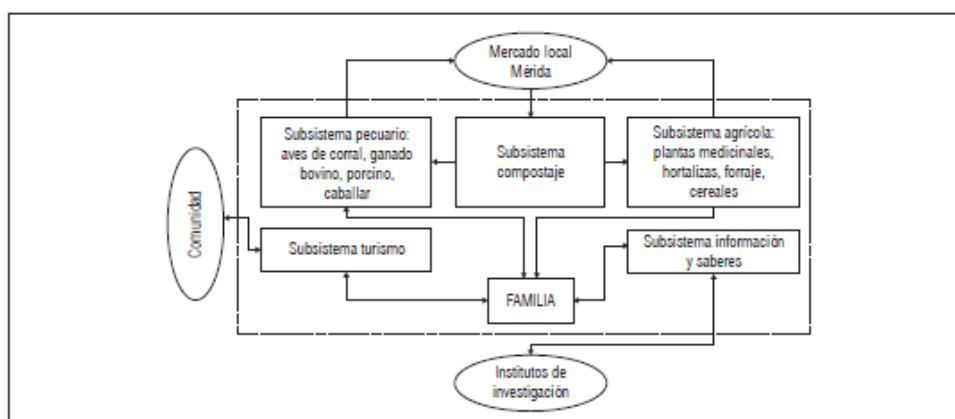 Mercado local
Mérida
Subsistema pecuario:
aves de corral, ganado
bovino, porcino,
caballar
Subsistema
compostaje
Subsistema agrícola:
plantas medicinales,
hortalizas, forraje,
cereales
Comunidad
Subsistema turismo
Subsistema información
y saberes
FAMILIA
Institutos de
investigación